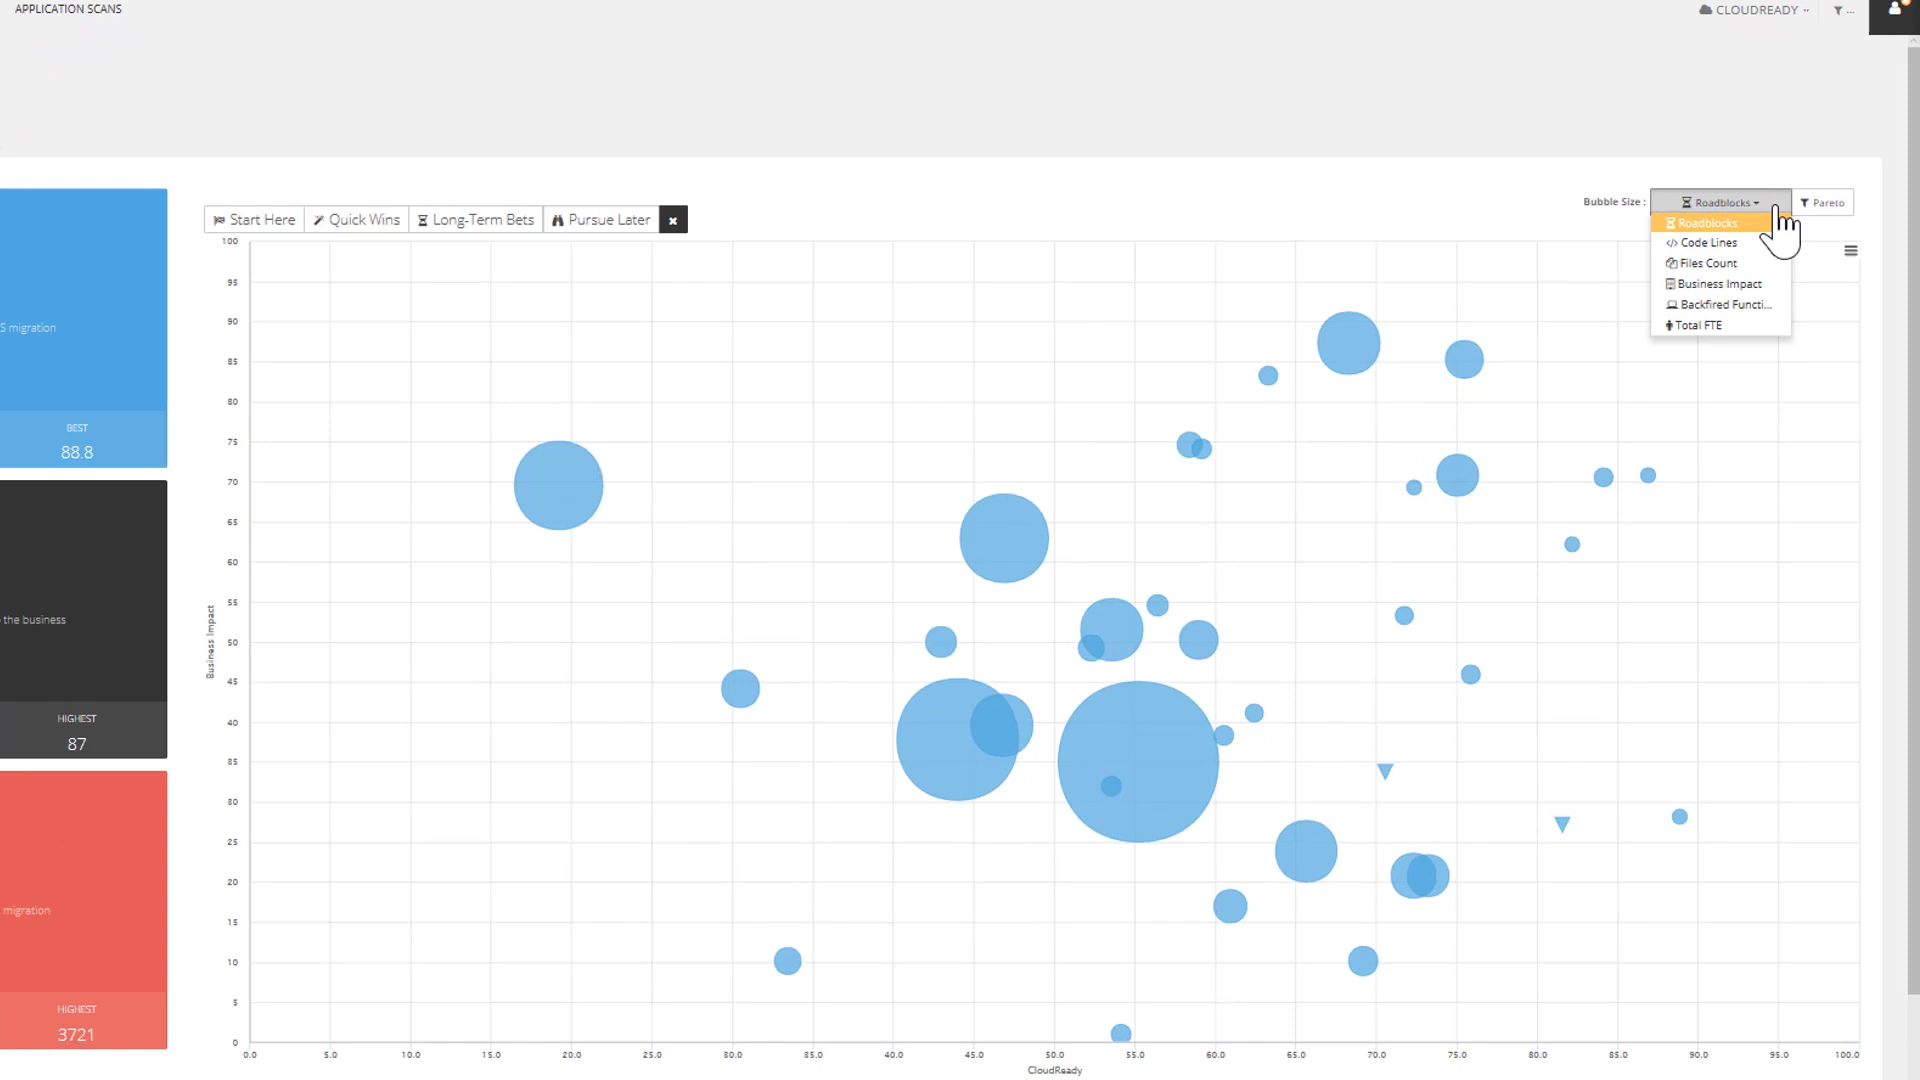 APPLICATION SCANS
CLOUDREADY
...
S migration
BEST
88.8
the business
HIGHEST
87
migration
HIGHEST
3721
Start Here
Quick Wins
Long-Term Bets
Pursue Later
Bubble Size :
Roadblocks
Pareto
Roadblocks
Code Lines
Files Count
Business Impact
Backfired Functi...
Total FTE
100
95
90
85
80
75
70
65
60
55
50
45
40
35
30
25
20
15
10
5
0
Business Impact
0.0 5.0 10.0 15.0 20.0 25.0 30.0 35.0 40.0 45.0 50.0 55.0 60.0 65.0 70.0 75.0 80.0 85.0 90.0 95.0 100.0
CloudReady